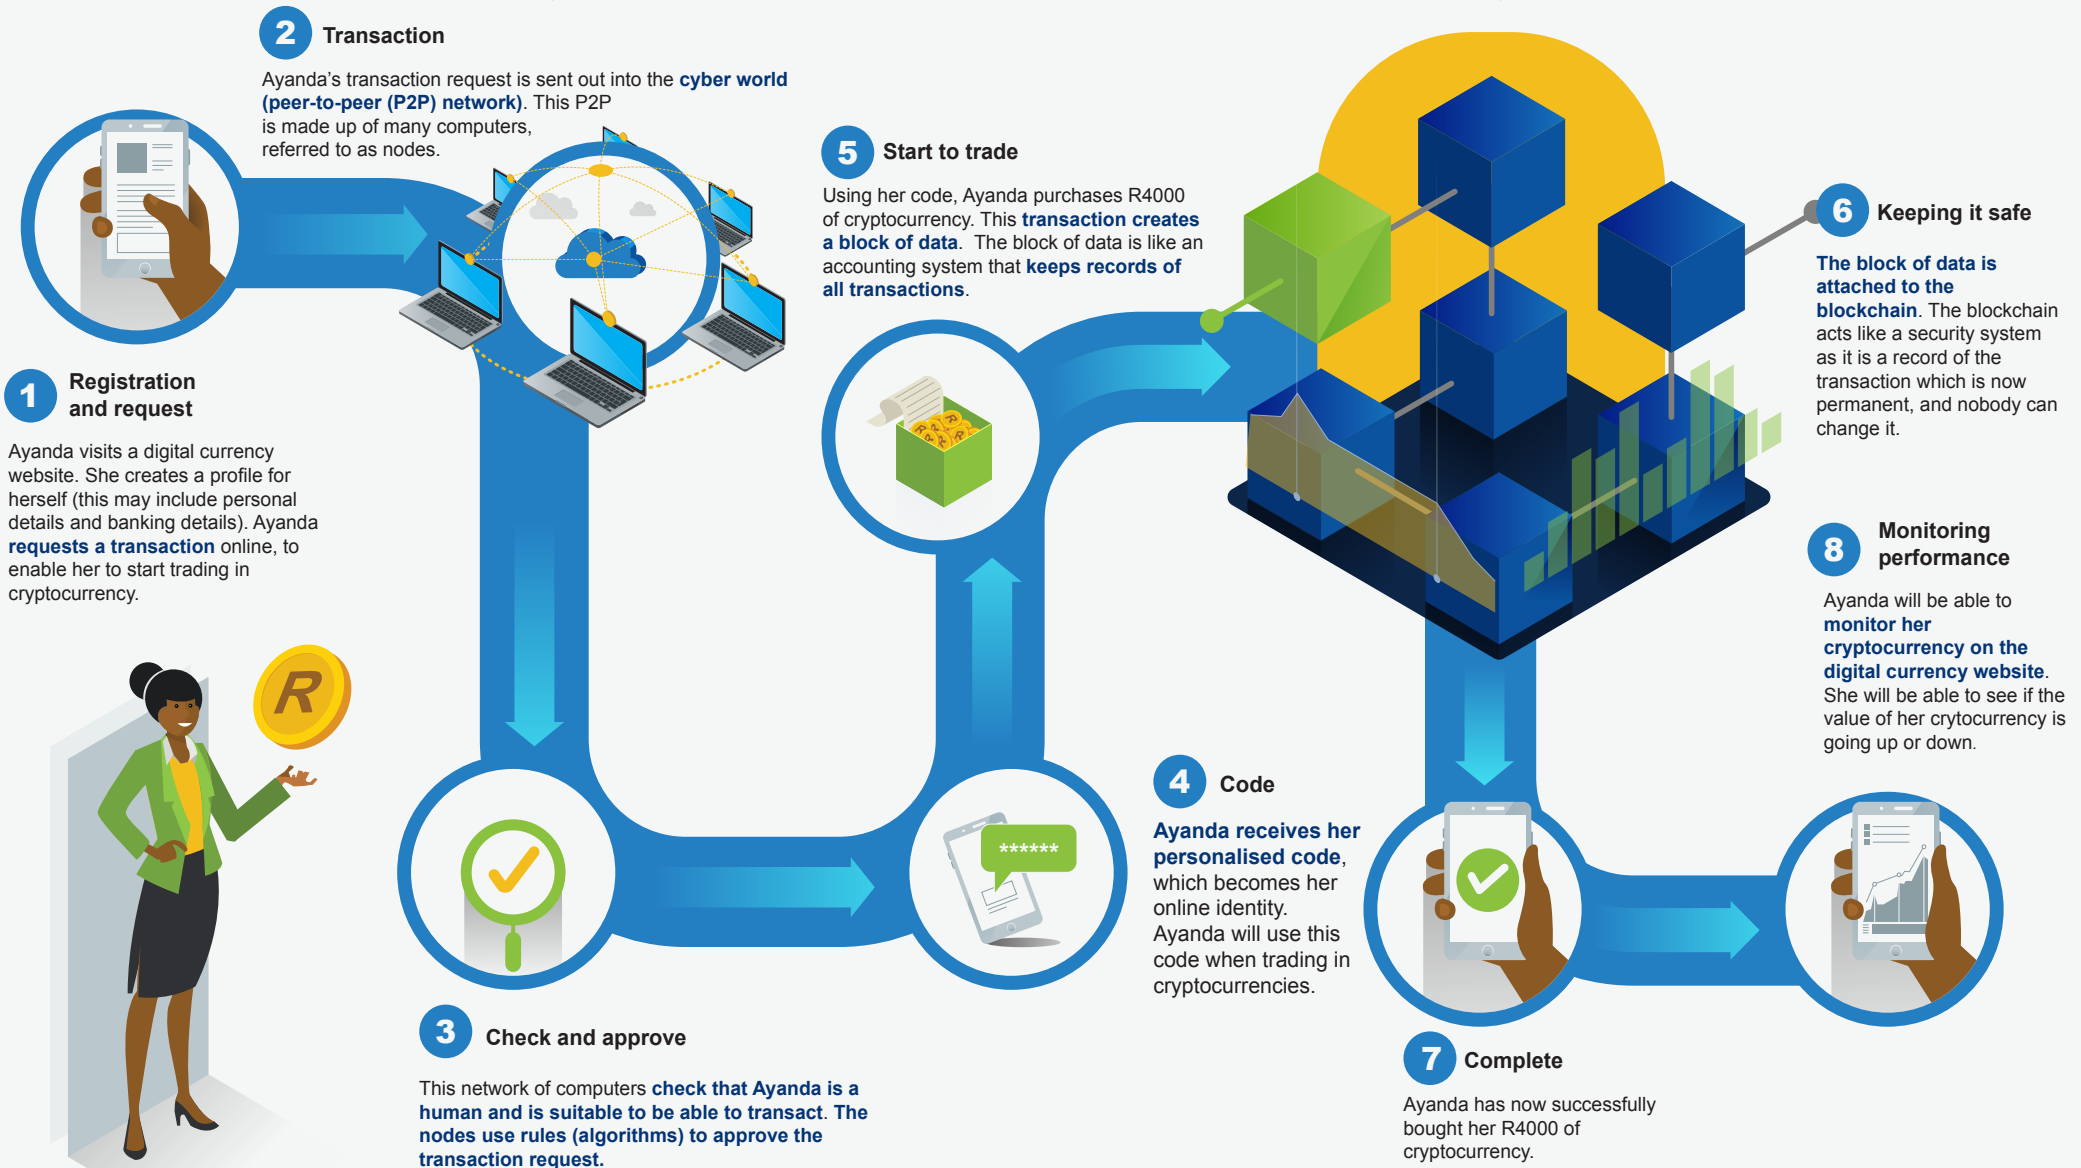 2 Transaction
Ayanda’s transaction request is sent out into the cyber world
(peer-to-peer (P2P) network). This P2P
is made up of many computers,
referred to as nodes.
1 Registration
and request
Ayanda visits a digital currency
website. She creates a profile for
herself (this may include personal
details and banking details). Ayanda
requests a transaction online, to
enable her to start trading in
cryptocurrency.
R
3 Check and approve
This network of computers check that Ayanda is a
human and is suitable to be able to transact. The
nodes use rules (algorithms) to approve the
transaction request.
******
4 Code
Ayanda receives her
personalised code,
which becomes her
online identity.
Ayanda will use this
code when trading in
cryptocurrencies.
5 Start to trade
Using her code, Ayanda purchases R4000
of cryptocurrency. This transaction creates
a block of data. The block of data is like an
accounting system that keeps records of
all transactions.
R R R R R
6 Keeping it safe
The block of data is
attached to the
blockchain. The blockchain
acts like a security system
as it is a record of the
transaction which is now
permanent, and nobody can
change it.
7 Complete
Ayanda has now successfully
bought her R4000 of
cryptocurrency.
8 Monitoring
performance
Ayanda will be able to
monitor her
cryptocurrency on the
digital currency website.
She will be able to see if the
value of her crytocurrency is
going up or down.